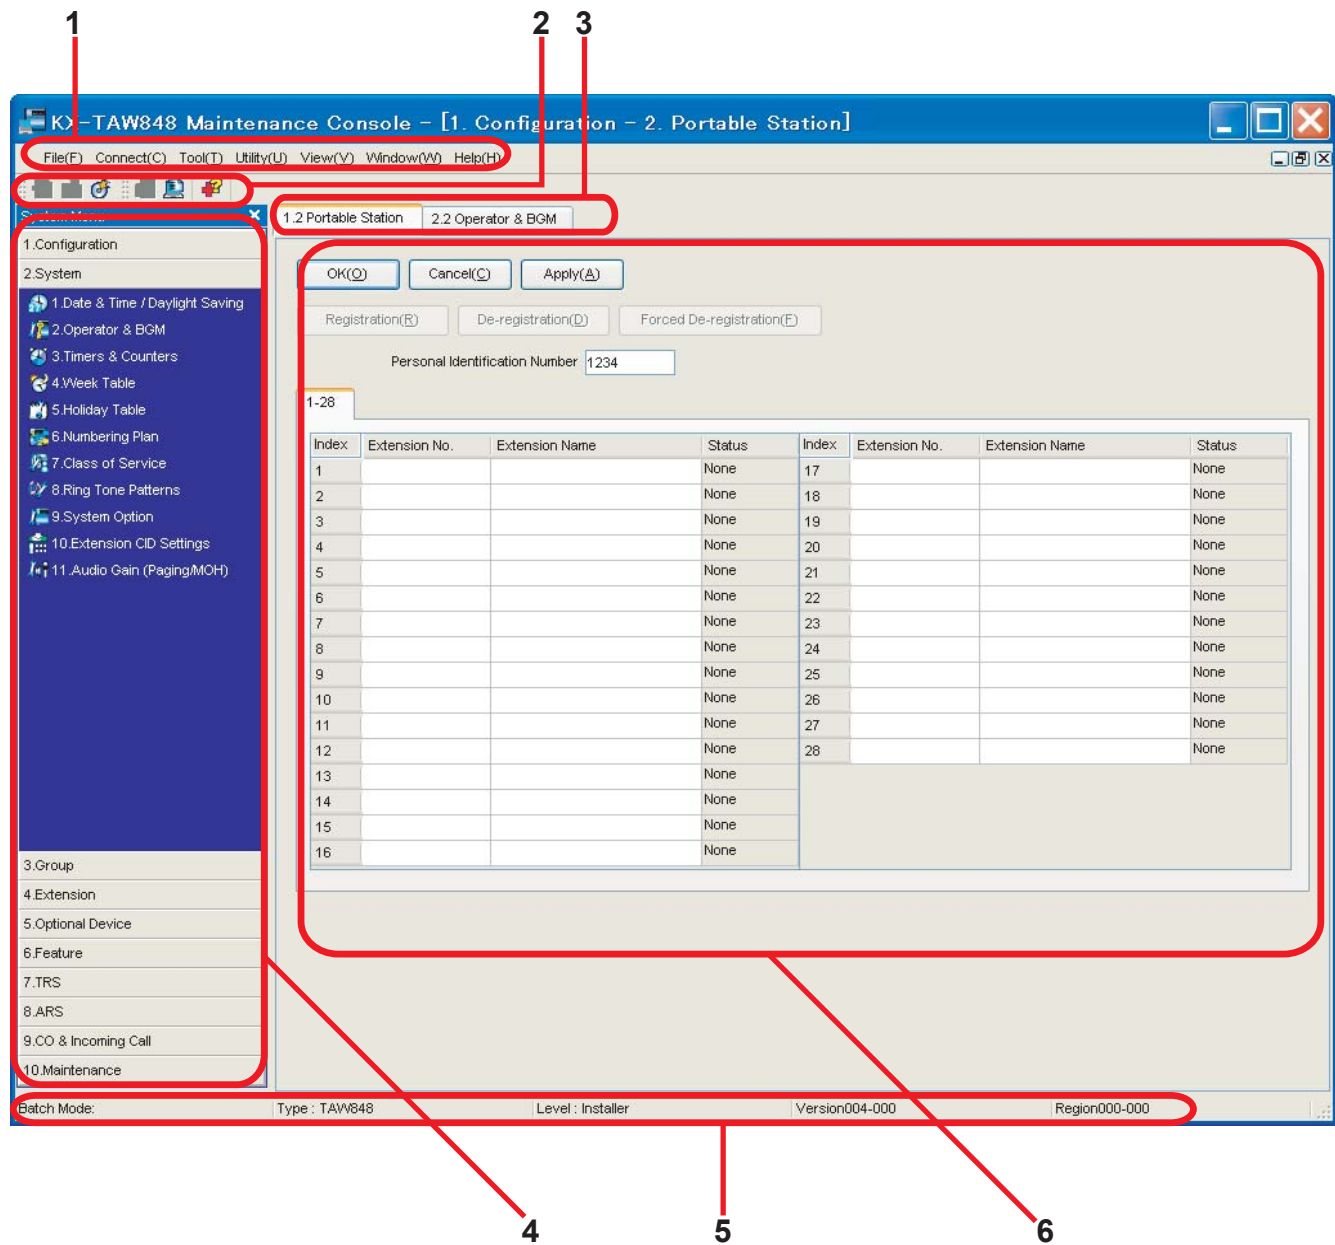 1 2 3
KX-TAW848 Maintenance Console - [1. Configuration - 2. Portable Station]
File(F) Connect(C) Tool(T) Utility(U) View(V) Window(W) Help(H)
System Menu
1.2 Portable Station 2.2 Operator & BGM
1.Configuration
2.System
1.Date & Time / Daylight Saving
2.Operator & BGM
3.Timers & Counters
4.Week Table
5.Holiday Table
6.Numbering Plan
7.Class of Service
8.Ring Tone Patterns
9.System Option
10.Extension CID Settings
11.Audio Gain (Paging/MOH)
3.Group
4.Extension
5.Optional Device
6.Feature
7.TRS
8.ARS
9.CO & Incoming Call
10.Maintenance
OK(O) Cancel(C) Apply(A)
Registration(R) De-registration(D) Forced De-registration(F)
Personal Identification Number 1234
1-28
Index Extension No. Extension Name Status Index Extension No. Extension Name Status
1 None 17 None
2 None 18 None
3 None 19 None
4 None 20 None
5 None 21 None
6 None 22 None
7 None 23 None
8 None 24 None
9 None 25 None
10 None 26 None
11 None 27 None
12 None 28 None
13 None
14 None
15 None
16 None
Batch Mode: Type : TAW848 Level : Installer Version004-000 Region000-000
4 5 6